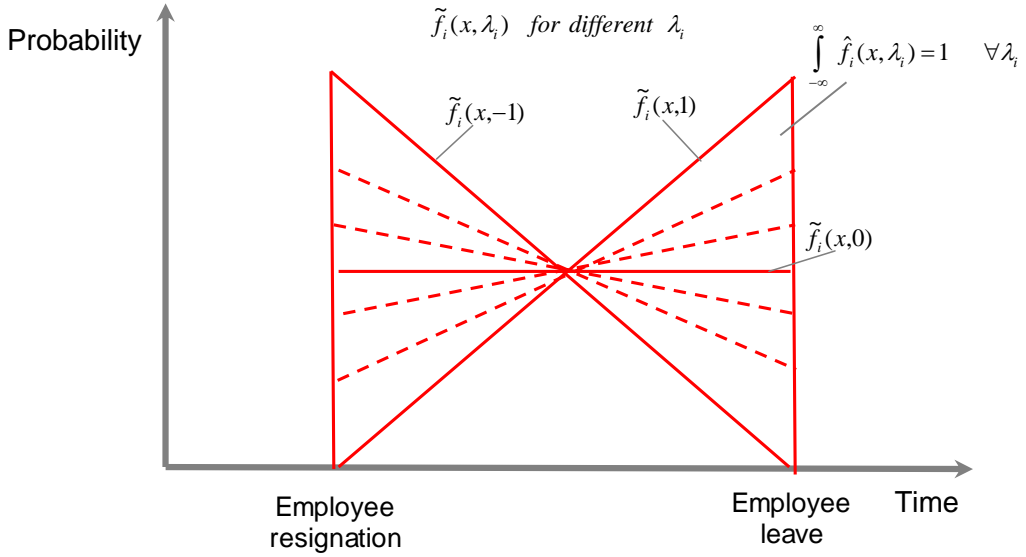 Probability
f̃ᵢ(x, λᵢ) for different λᵢ
∫_{-∞}^{∞} f̂ᵢ(x, λᵢ) = 1 ∀λᵢ
f̃ᵢ(x,−1)
f̃ᵢ(x,1)
f̃ᵢ(x,0)
Employee
resignation
Employee
leave
Time